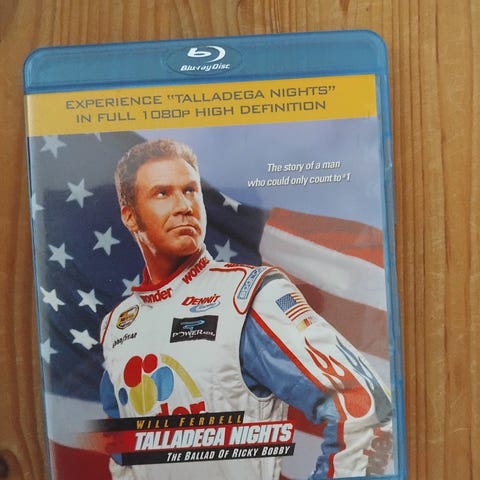 Blu-ray Disc
EXPERIENCE "TALLADEGA NIGHTS"
IN FULL 1080P HIGH DEFINITION
The story of a man
who could only count to #1
wonder
wonder
DENNIT
POWERADE
GOODYEAR
WILL FERRELL
TALLADEGA NIGHTS
THE BALLAD OF RICKY BOBBY